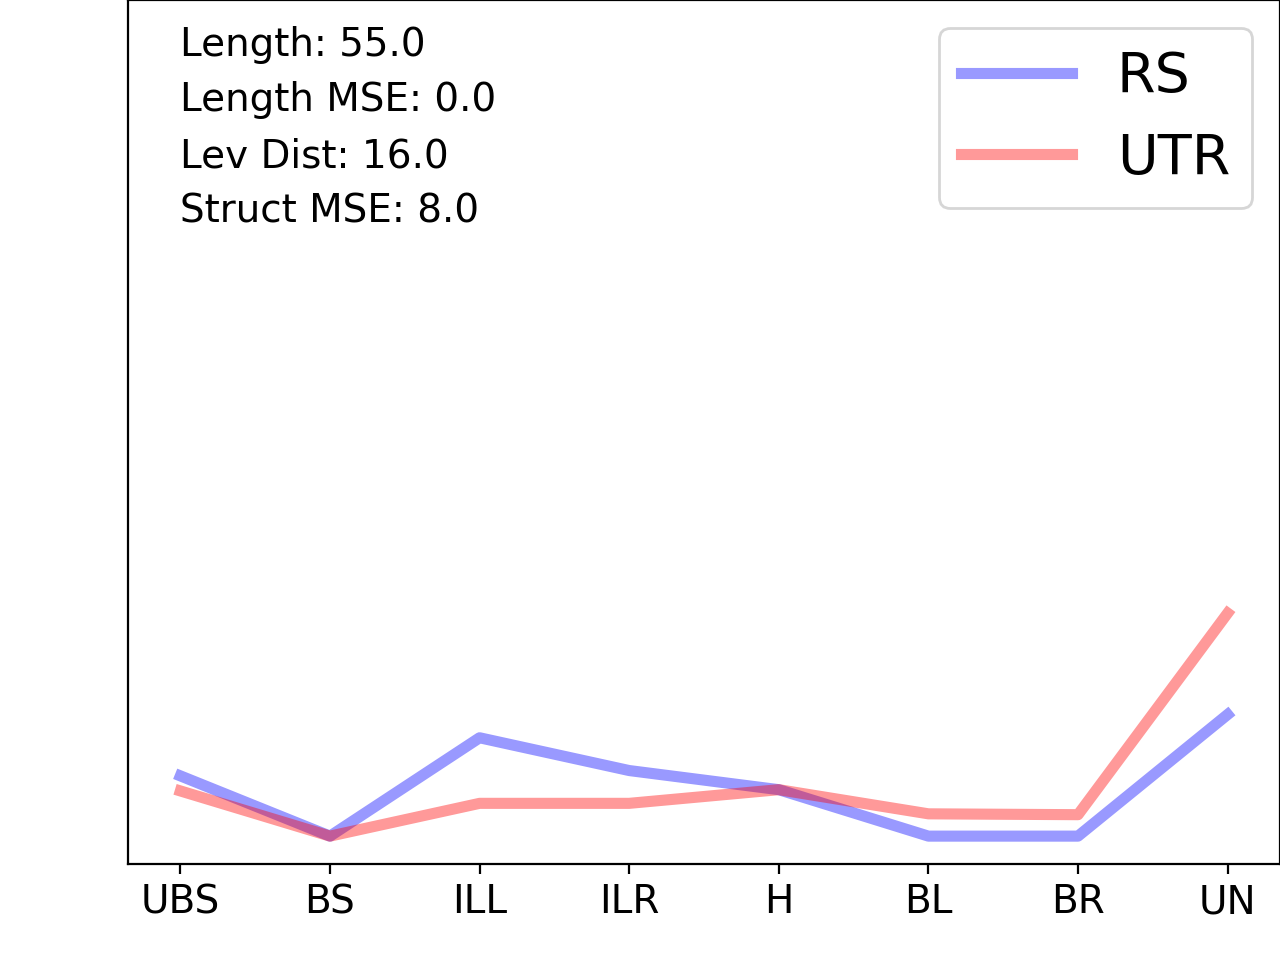 Length: 55.0
Length MSE: 0.0
Lev Dist: 16.0
Struct MSE: 8.0
RS
UTR
UBS BS ILL ILR H BL BR UN